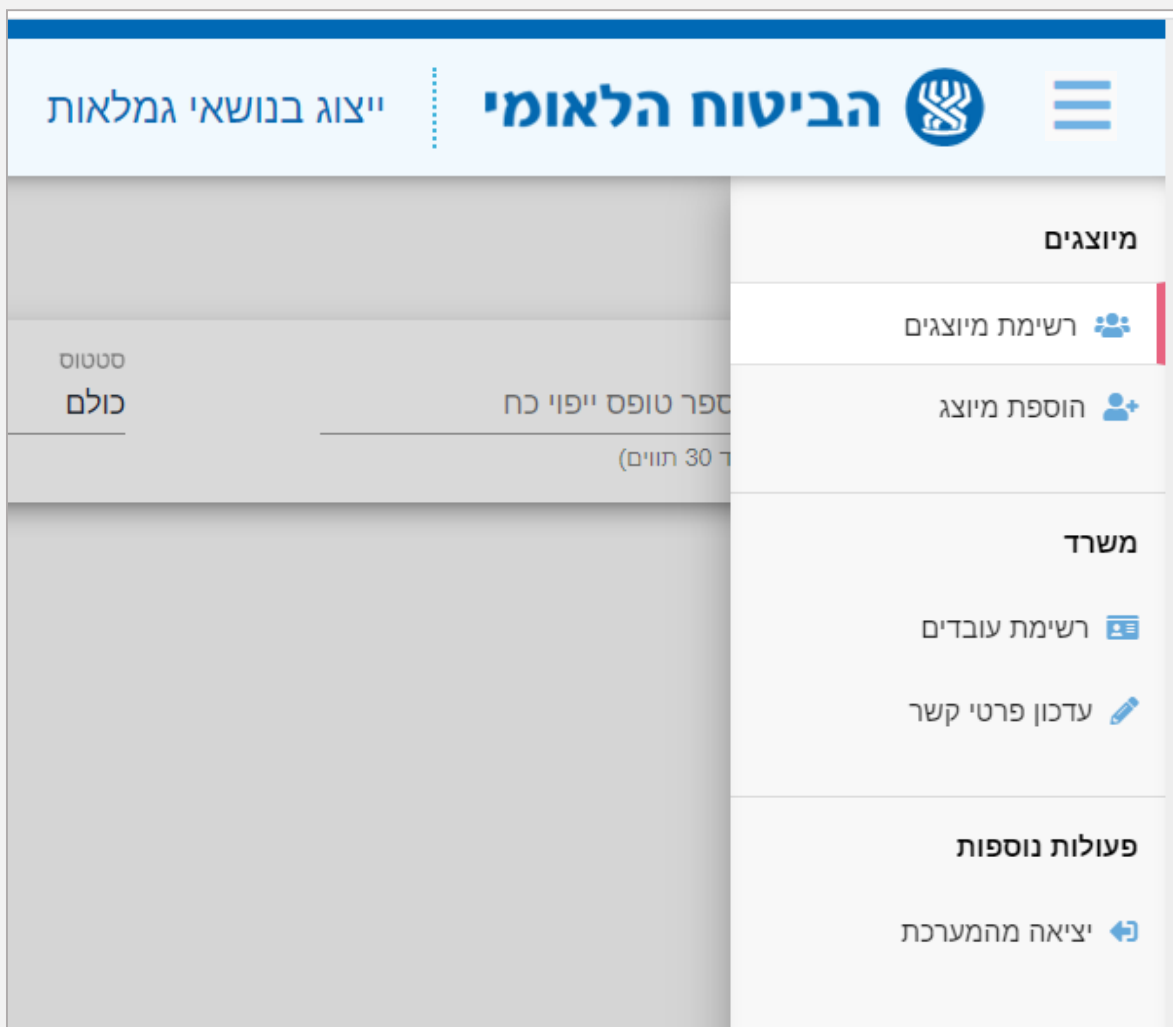 הביטוח הלאומי
ייצוג בנושאי גמלאות
מיוצגים
רשימת מיוצגים
הוספת מיוצג
משרד
רשימת עובדים
עדכון פרטי קשר
פעולות נוספות
יציאה מהמערכת
טופס ייפוי כח
30 תווים)
סטטוס
כולם